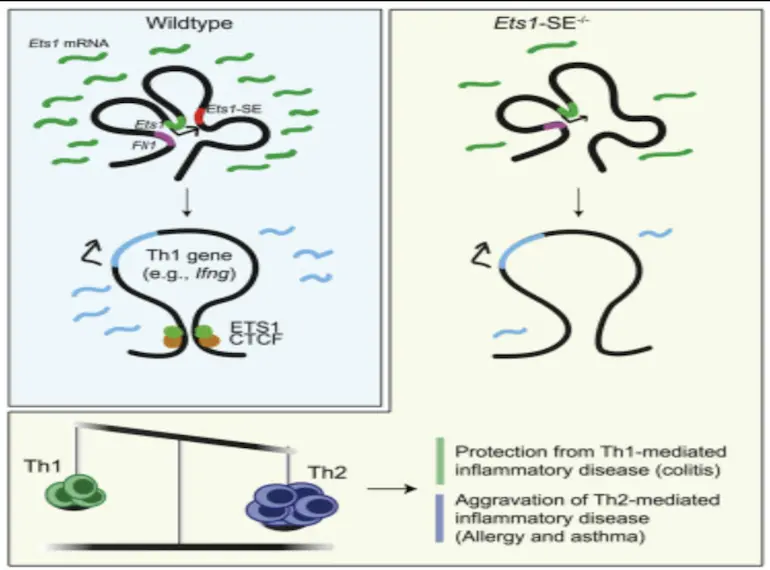 Wildtype
Ets1 mRNA
Ets1-SE
Ets1
Fli1
Th1 gene
(e.g., Ifng)
ETS1
CTCF
Ets1-SE-/-
Th1
Th2
Protection from Th1-mediated
inflammatory disease (colitis)
Aggravation of Th2-mediated
inflammatory disease
(Allergy and asthma)